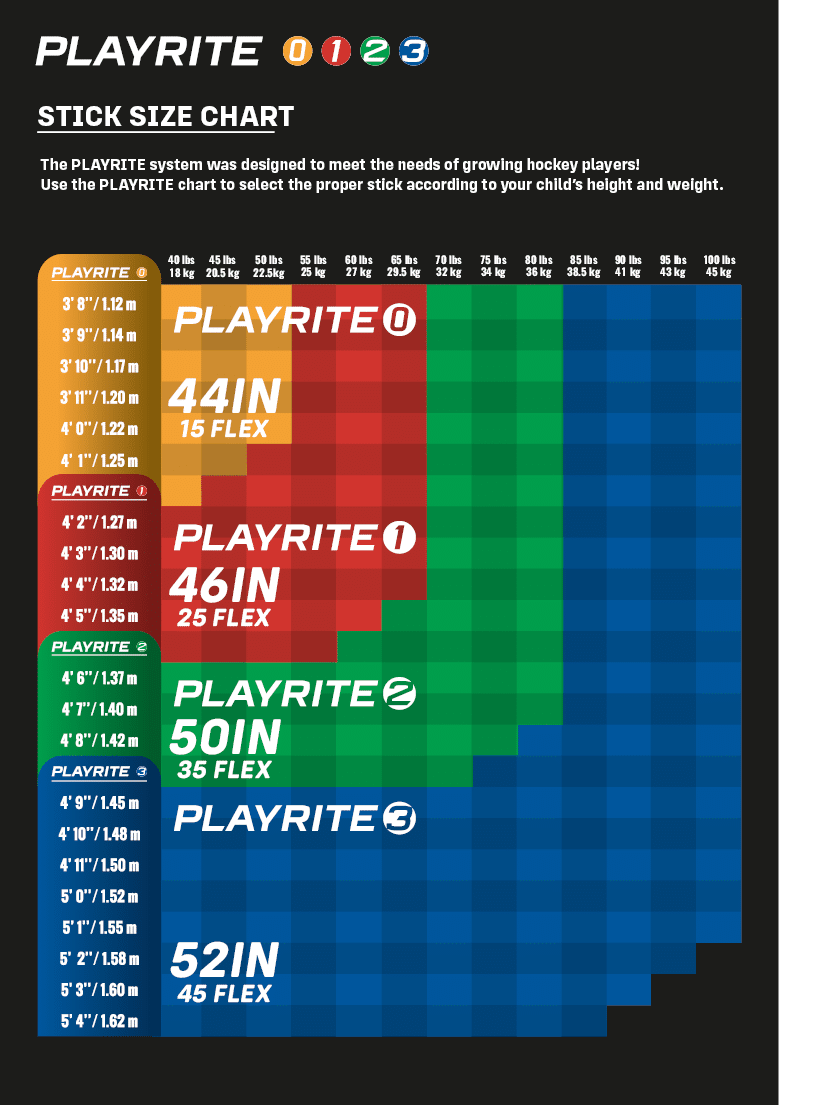 PLAYRITE 0 1 2 3
STICK SIZE CHART
The PLAYRITE system was designed to meet the needs of growing hockey players!
Use the PLAYRITE chart to select the proper stick according to your child's height and weight.
40 lbs 45 lbs 50 lbs 55 lbs 60 lbs 65 lbs 70 lbs 75 lbs 80 lbs 85 lbs 90 lbs 95 lbs 100 lbs
18 kg 20.5 kg 22.5kg 25 kg 27 kg 29.5 kg 32 kg 34 kg 36 kg 38.5 kg 41 kg 43 kg 45 kg
PLAYRITE 0
3' 8"/1.12 m
3' 9"/1.14 m
3' 10"/1.17 m
3' 11"/1.20 m
4' 0"/1.22 m
4' 1"/1.25 m
PLAYRITE 0
44IN
15 FLEX
PLAYRITE 1
4' 2"/1.27 m
4' 3"/1.30 m
4' 4"/1.32 m
4' 5"/1.35 m
PLAYRITE 1
46IN
25 FLEX
PLAYRITE 2
4' 6"/1.37 m
4' 7"/1.40 m
4' 8"/1.42 m
PLAYRITE 2
50IN
35 FLEX
PLAYRITE 3
4' 9"/1.45 m
4' 10"/1.48 m
4' 11"/1.50 m
5' 0"/1.52 m
5' 1"/1.55 m
5' 2"/1.58 m
5' 3"/1.60 m
5' 4"/1.62 m
PLAYRITE 3
52IN
45 FLEX